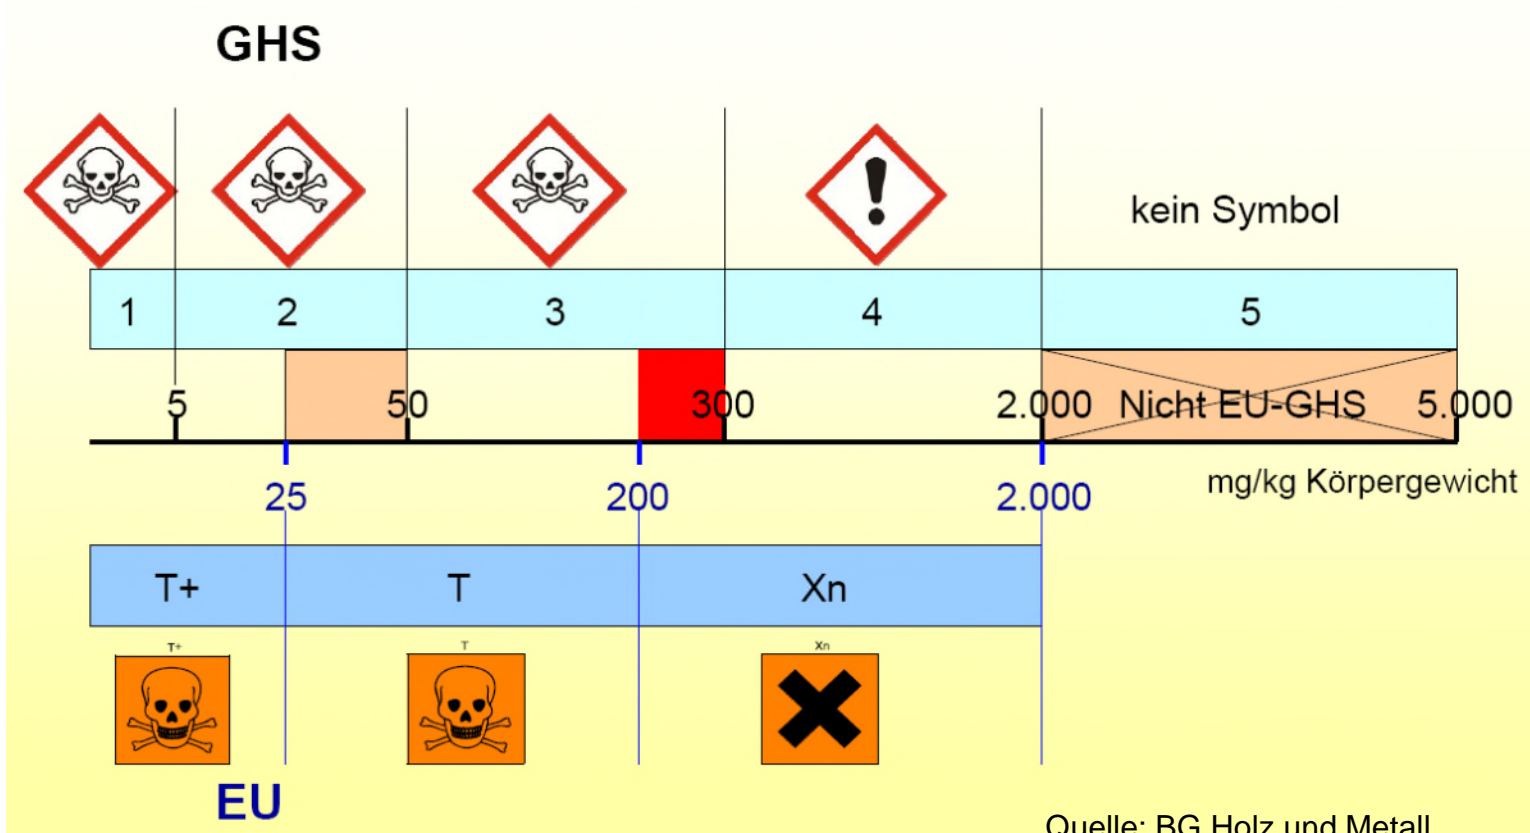 GHS
kein Symbol
1 2 3 4 5
5 50 300 2.000 Nicht EU-GHS 5.000
mg/kg Körpergewicht
25 200 2.000
T+ T Xn
T+ T Xn
EU
Quelle: BG Holz und Metall